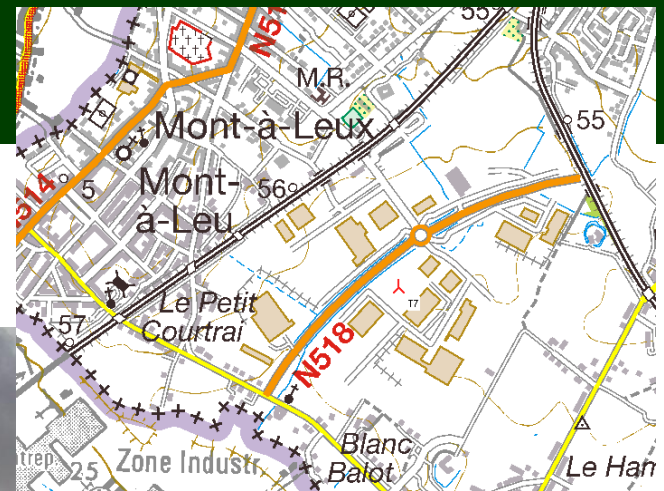 55
N51
M.R.
Mont-à-Leux
55
N514
5
Mont-
à-Leu
56
Le Petit
Courtrai
T7
57
N518
Blanc
Balot
Zone Industr
trep
25
Le Ham